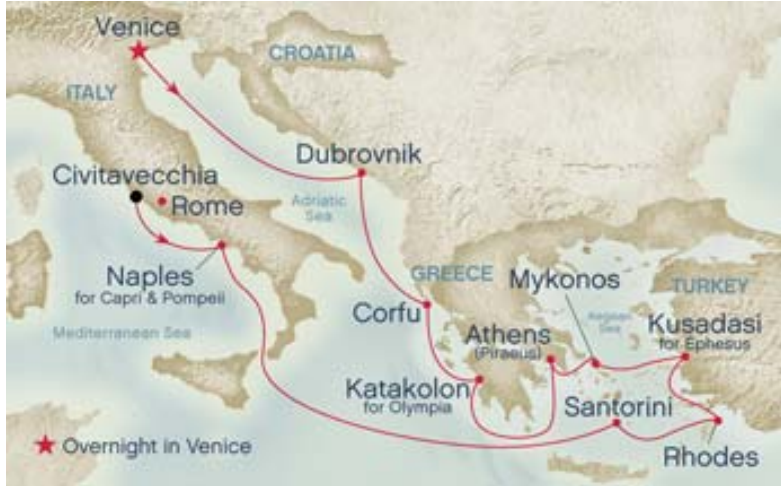 Venice
CROATIA
ITALY
Dubrovnik
Civitavecchia
Rome
Adriatic
Sea
Naples
for Capri & Pompeii
GREECE
Mykonos
TURKEY
Corfu
Athens
(Piraeus)
Aegean
Sea
Kusadasi
for Ephesus
Mediterranean Sea
Katakolon
for Olympia
Santorini
Overnight in Venice
Rhodes